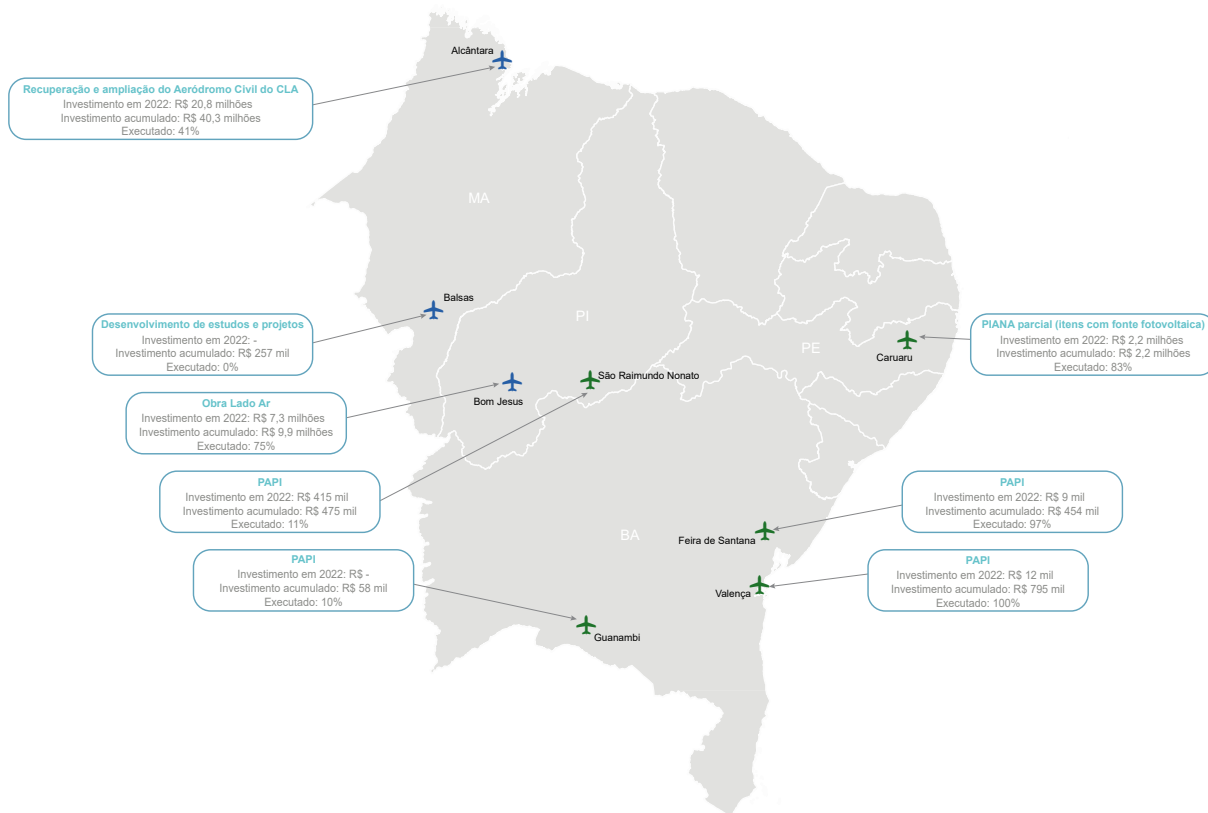 Alcântara
Recuperação e ampliação do Aeródromo Civil do CLA
Investimento em 2022: R$ 20,8 milhões
Investimento acumulado: R$ 40,3 milhões
Executado: 41%
MA
Balsas
Desenvolvimento de estudos e projetos
Investimento em 2022: -
Investimento acumulado: R$ 257 mil
Executado: 0%
PI
PE
Caruaru
PIANA parcial (itens com fonte fotovoltaica)
Investimento em 2022: R$ 2,2 milhões
Investimento acumulado: R$ 2,2 milhões
Executado: 83%
São Raimundo Nonato
Bom Jesus
Obra Lado Ar
Investimento em 2022: R$ 7,3 milhões
Investimento acumulado: R$ 9,9 milhões
Executado: 75%
PAPI
Investimento em 2022: R$ 415 mil
Investimento acumulado: R$ 475 mil
Executado: 11%
BA
Feira de Santana
PAPI
Investimento em 2022: R$ 9 mil
Investimento acumulado: R$ 454 mil
Executado: 97%
PAPI
Investimento em 2022: R$ -
Investimento acumulado: R$ 58 mil
Executado: 10%
Valença
PAPI
Investimento em 2022: R$ 12 mil
Investimento acumulado: R$ 795 mil
Executado: 100%
Guanambi